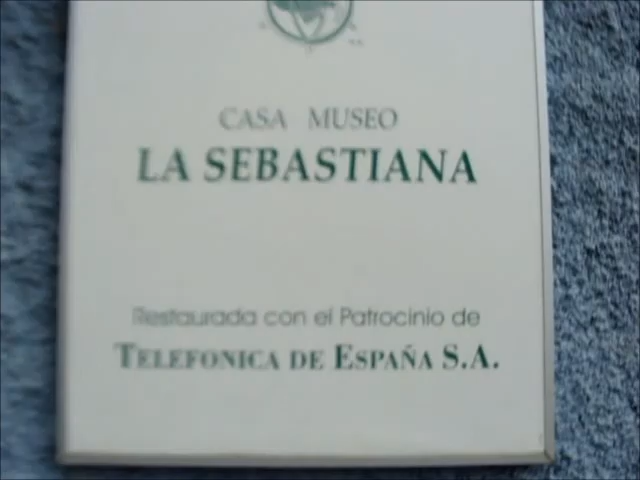 CASA MUSEO
LA SEBASTIANA
Restaurada con el Patrocinio de
TELEFONICA DE ESPAÑA S.A.